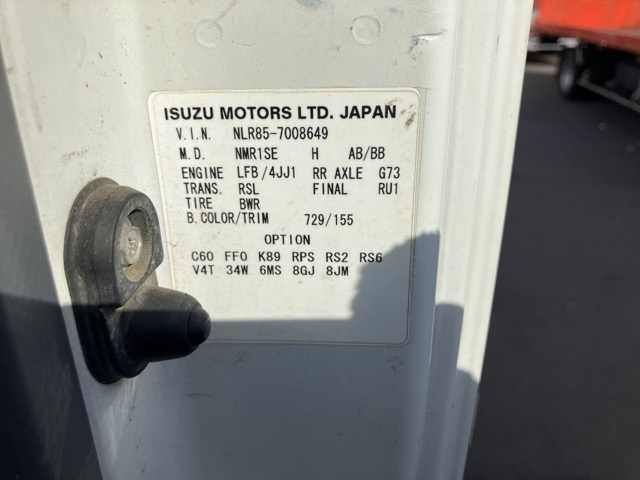 ISUZU MOTORS LTD. JAPAN
V.I.N. NLR85-7008649
M.D. NMR1SE H AB/BB
ENGINE LFB/4JJ1 RR AXLE G73
TRANS. RSL FINAL RU1
TIRE BWR
B.COLOR/TRIM 729/155
OPTION
C60 FF0 K89 RPS RS2 RS6
V4T 34W 6MS 8GJ 8JM